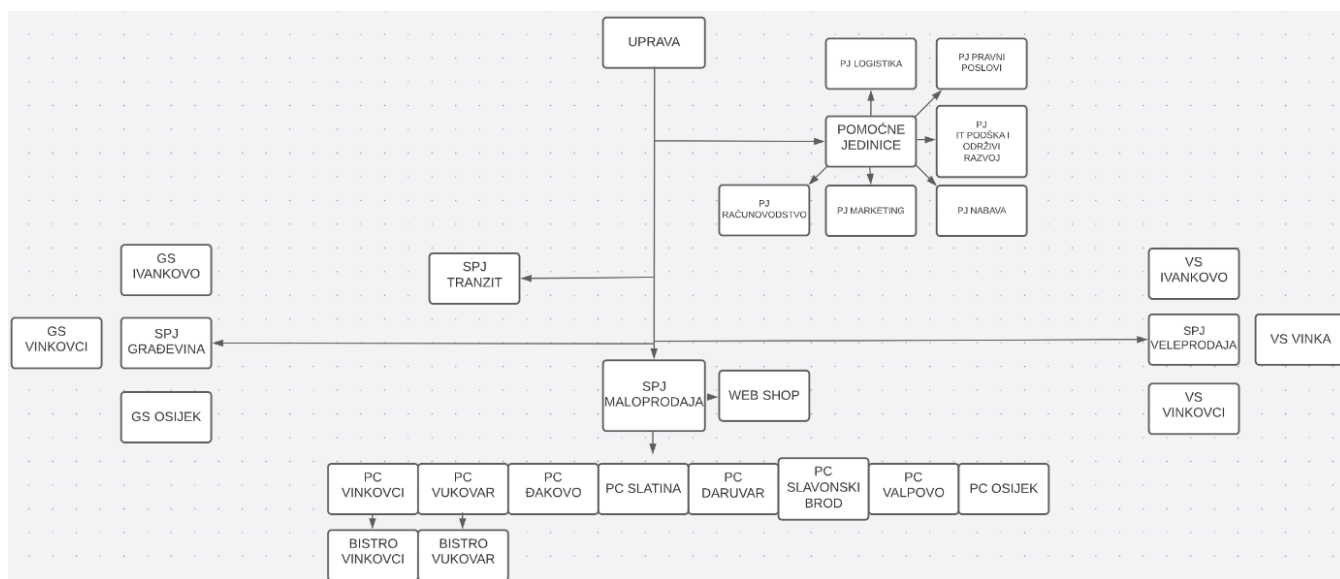 UPRAVA
PJ LOGISTIKA
PJ PRAVNI
POSLOVI
POMOĆNE
JEDINICE
PJ
IT PODŠKA I
ODRŽIVI
RAZVOJ
PJ
RAČUNOVODSTVO
PJ MARKETING
PJ NABAVA
GS
IVANKOVO
SPJ
TRANZIT
VS
IVANKOVO
GS
VINKOVCI
SPJ
GRAĐEVINA
SPJ
VELEPRODAJA
VS VINKA
GS OSIJEK
SPJ
MALOPRODAJA
WEB SHOP
VS
VINKOVCI
PC
VINKOVCI
PC
VUKOVAR
PC
ĐAKOVO
PC SLATINA
PC
DARUVAR
PC
SLAVONSKI
BROD
PC
VALPOVO
PC OSIJEK
BISTRO
VINKOVCI
BISTRO
VUKOVAR